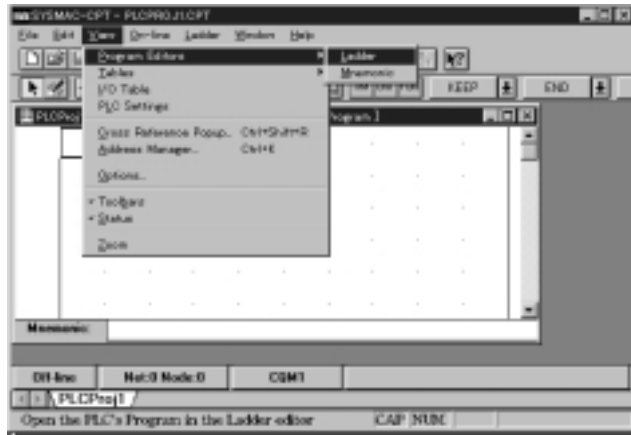 SYSMAC-CPT - PLCPROJ1.CPT
File Edit View On-line Ladder Window Help
Program Editors Ladder
Tables Mnemonic
I/O Table
PLC Settings
KEEP END
PLCProj
Program ]
Cross Reference Popup.. Ctrl+Shift+R
Address Manager.. Ctrl+E
Options..
Toolbars
Status
Zoom
Mnemonic:
Off-line Net:0 Node:0 CQM1
PLCProj1
Open the PLC's Program in the Ladder editor CAP NUM